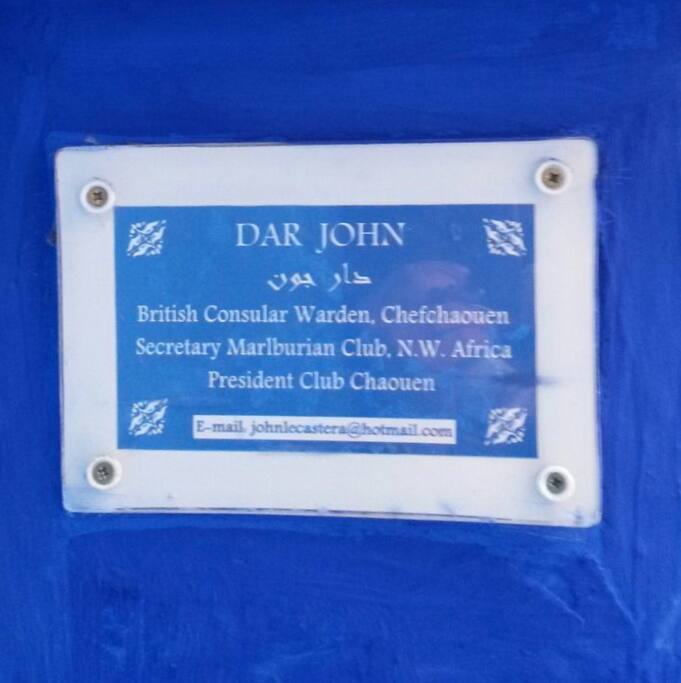 DAR JOHN
دار جون
British Consular Warden, Chefchaouen
Secretary Marlburian Club, N.W. Africa
President Club Chaouen
E-mail: johnlecastera@hotmail.com